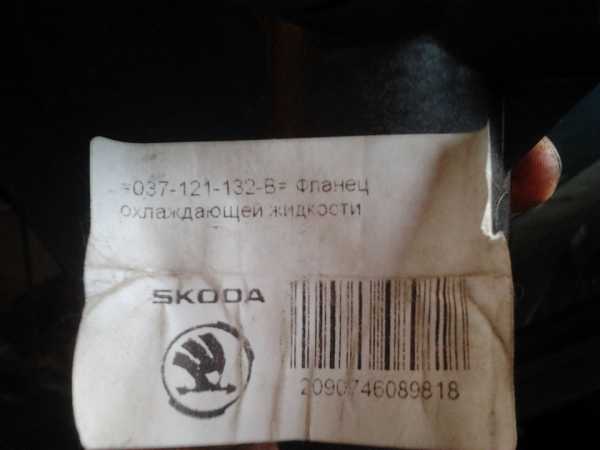 =037-121-132-B= Фланец
охлаждающей жидкости
SKODA
2090746089818